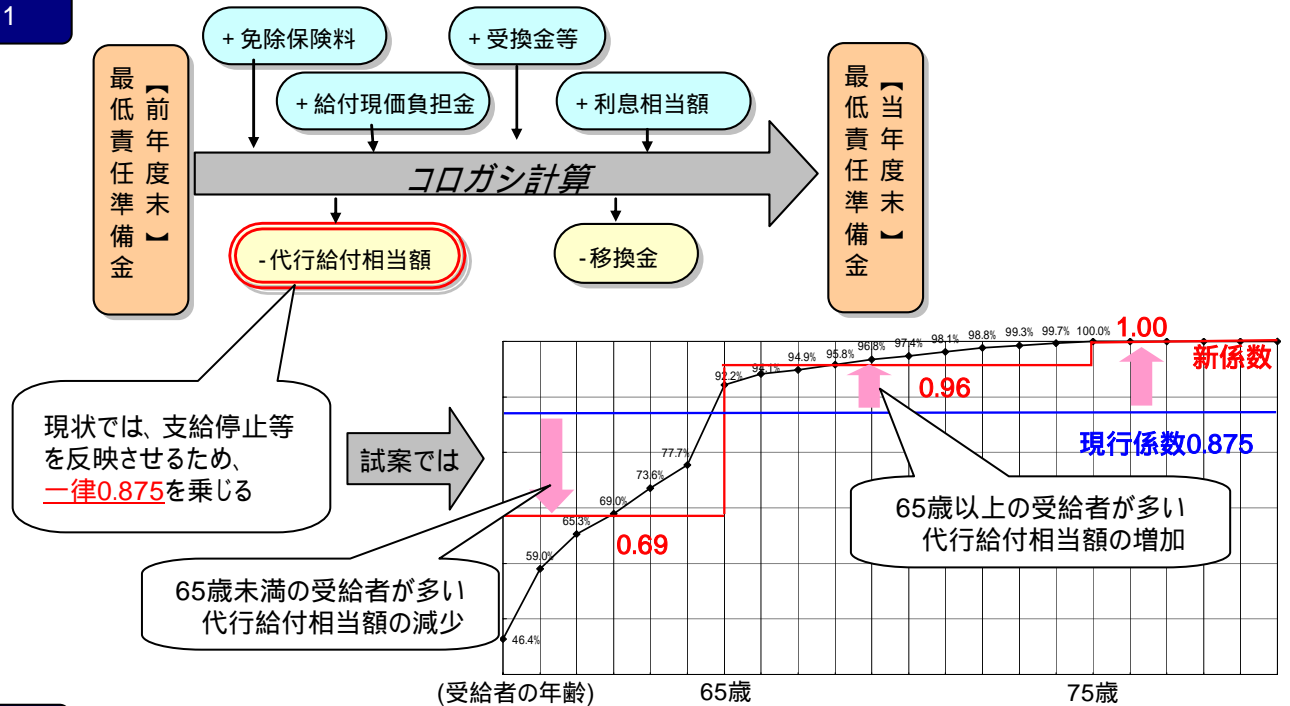 1
+ 免除保険料
+ 受換金等
+ 給付現価負担金
+ 利息相当額
【前年度末】
最低責任準備金
コロガシ計算
【当年度末】
最低責任準備金
-代行給付相当額
-移換金
現状では、支給停止等
を反映させるため、
一律0.875を乗じる
試案では
65歳未満の受給者が多い
代行給付相当額の減少
65歳以上の受給者が多い
代行給付相当額の増加
46.4%
59.0%
65.3%
69.0%
73.6%
77.7%
92.2%
94.1%
94.9%
95.8%
96.8%
97.4%
98.1%
98.8%
99.3%
99.7%
100.0%
1.00
新係数
0.96
現行係数0.875
0.69
(受給者の年齢)
65歳
75歳